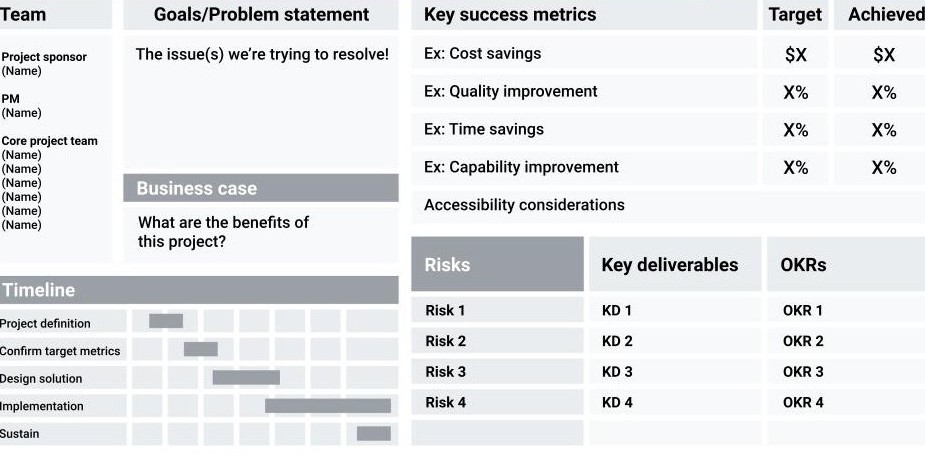 Team
Project sponsor
(Name)
PM
(Name)
Core project team
(Name)
(Name)
(Name)
(Name)
(Name)
(Name)
Goals/Problem statement
The issue(s) we’re trying to resolve!
Business case
What are the benefits of
this project?
Timeline
Project definition
Confirm target metrics
Design solution
Implementation
Sustain
Key success metrics Target Achieved
Ex: Cost savings $X $X
Ex: Quality improvement X% X%
Ex: Time savings X% X%
Ex: Capability improvement X% X%
Accessibility considerations
Risks Key deliverables OKRs
Risk 1 KD 1 OKR 1
Risk 2 KD 2 OKR 2
Risk 3 KD 3 OKR 3
Risk 4 KD 4 OKR 4